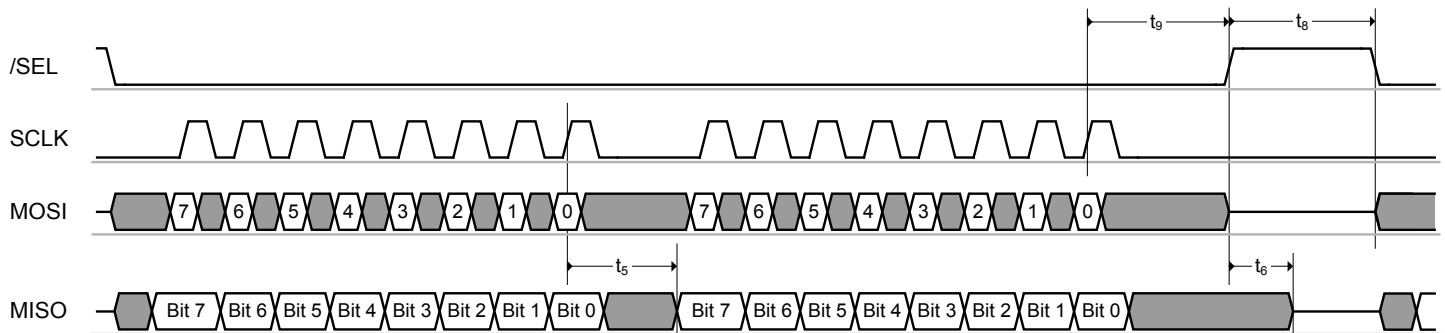 t9 t8
/SEL
SCLK
MOSI 7 6 5 4 3 2 1 0 7 6 5 4 3 2 1 0
t5 t6
MISO Bit 7 Bit 6 Bit 5 Bit 4 Bit 3 Bit 2 Bit 1 Bit 0 Bit 7 Bit 6 Bit 5 Bit 4 Bit 3 Bit 2 Bit 1 Bit 0